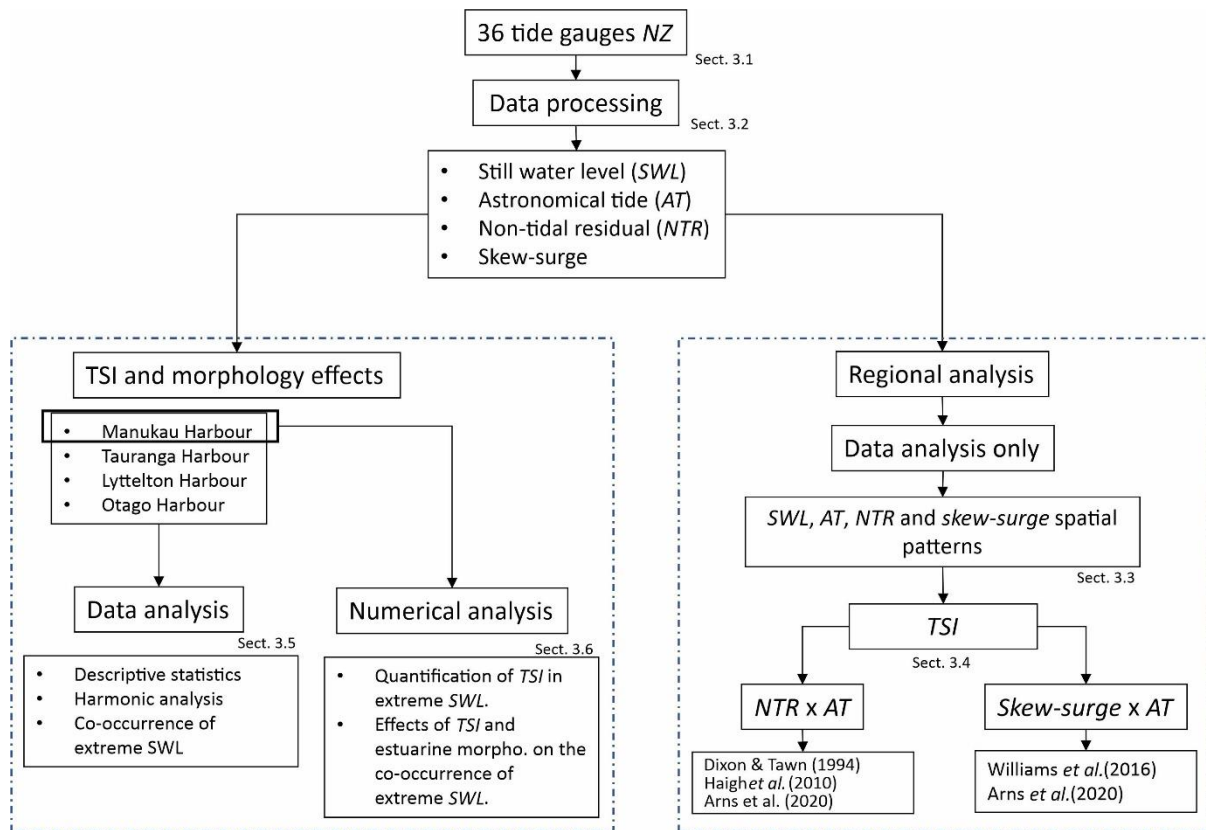 36 tide gauges NZ
Sect. 3.1
Data processing
Sect. 3.2
• Still water level (SWL)
• Astronomical tide (AT)
• Non-tidal residual (NTR)
• Skew-surge
TSI and morphology effects
• Manukau Harbour
• Tauranga Harbour
• Lyttelton Harbour
• Otago Harbour
Data analysis
Sect. 3.5
• Descriptive statistics
• Harmonic analysis
• Co-occurrence of
extreme SWL
Numerical analysis
Sect. 3.6
• Quantification of TSI in
extreme SWL.
• Effects of TSI and
estuarine morpho. on the
co-occurrence of
extreme SWL.
Regional analysis
Data analysis only
SWL, AT, NTR and skew-surge spatial
patterns
Sect. 3.3
TSI
Sect. 3.4
NTR x AT
Dixon & Tawn (1994)
Haigh et al. (2010)
Arns et al. (2020)
Skew-surge x AT
Williams et al.(2016)
Arns et al.(2020)